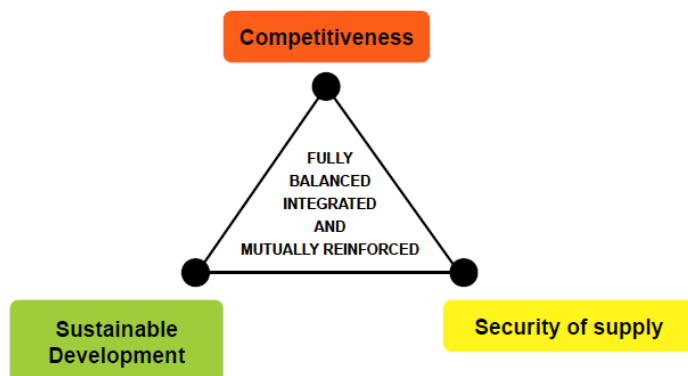 Competitiveness
FULLY
BALANCED
INTEGRATED
AND
MUTUALLY REINFORCED
Sustainable
Development
Security of supply